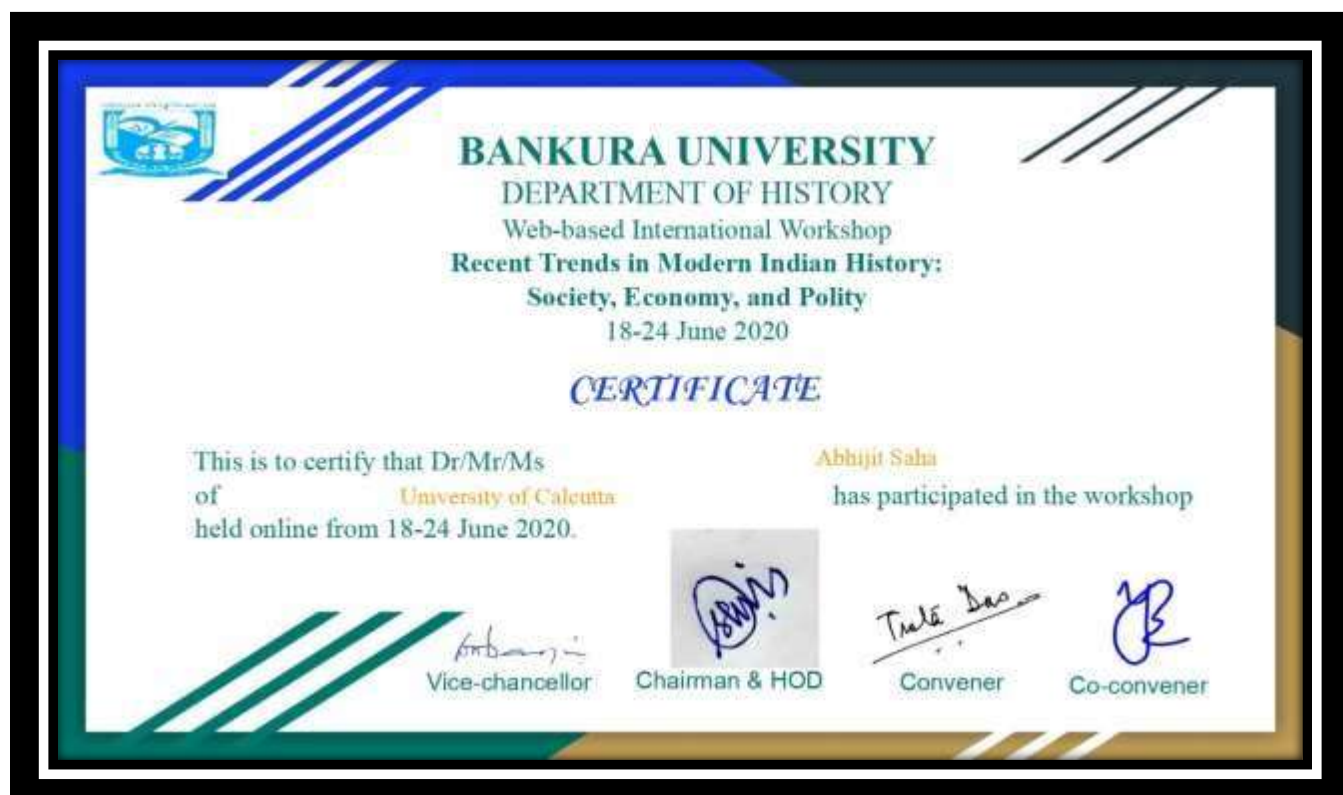 BANKURA UNIVERSITY
DEPARTMENT OF HISTORY
Web-based International Workshop
Recent Trends in Modern Indian History:
Society, Economy, and Polity
18-24 June 2020
CERTIFICATE
This is to certify that Dr/Mr/Ms Abhijit Saha
of University of Calcutta has participated in the workshop
held online from 18-24 June 2020.
Das
Vice-chancellor Chairman & HOD Convener Co-convener